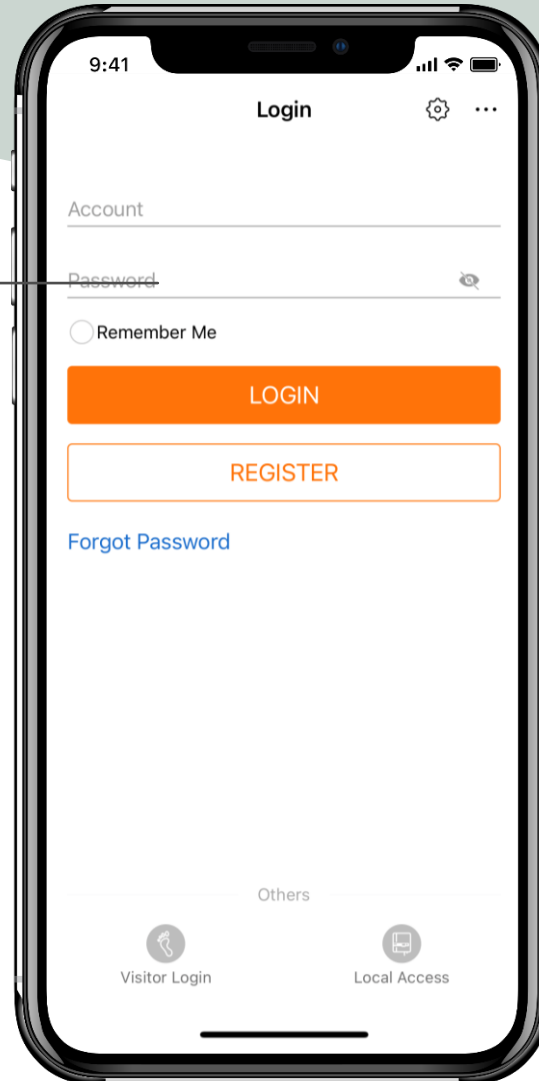 9:41
Login
Account
Password
Remember Me
LOGIN
REGISTER
Forgot Password
Others
Visitor Login
Local Access